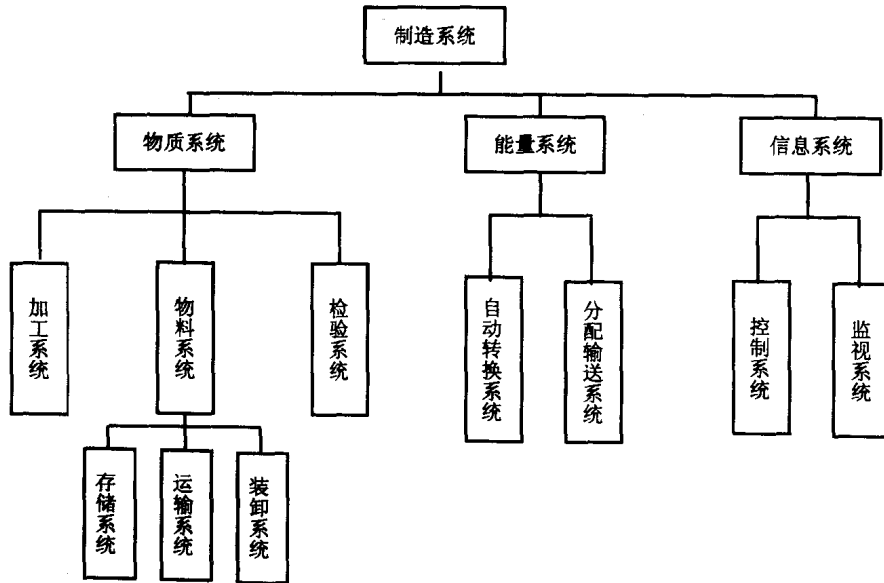 制造系统
物质系统
能量系统
信息系统
加工系统
物料系统
检验系统
自动转换系统
分配输送系统
控制系统
监视系统
存储系统
运输系统
装卸系统